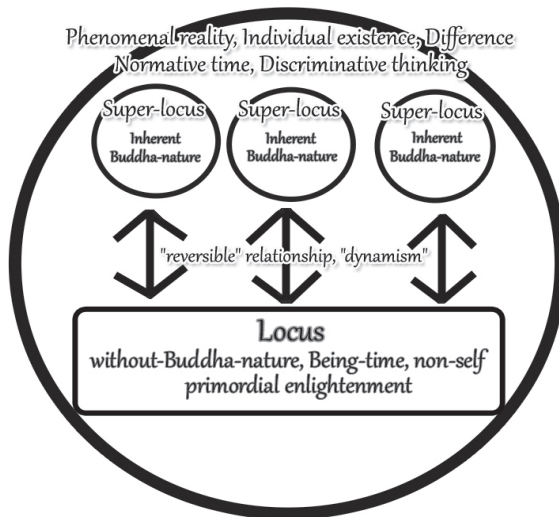 Phenomenal reality, Individual existence, Difference
Normative time, Discriminative thinking
Super-locus Super-locus Super-locus
Inherent Buddha-nature
Inherent Buddha-nature
Inherent Buddha-nature
"reversible" relationship, "dynamism"
Locus
without-Buddha-nature, Being-time, non-self
primordial enlightenment